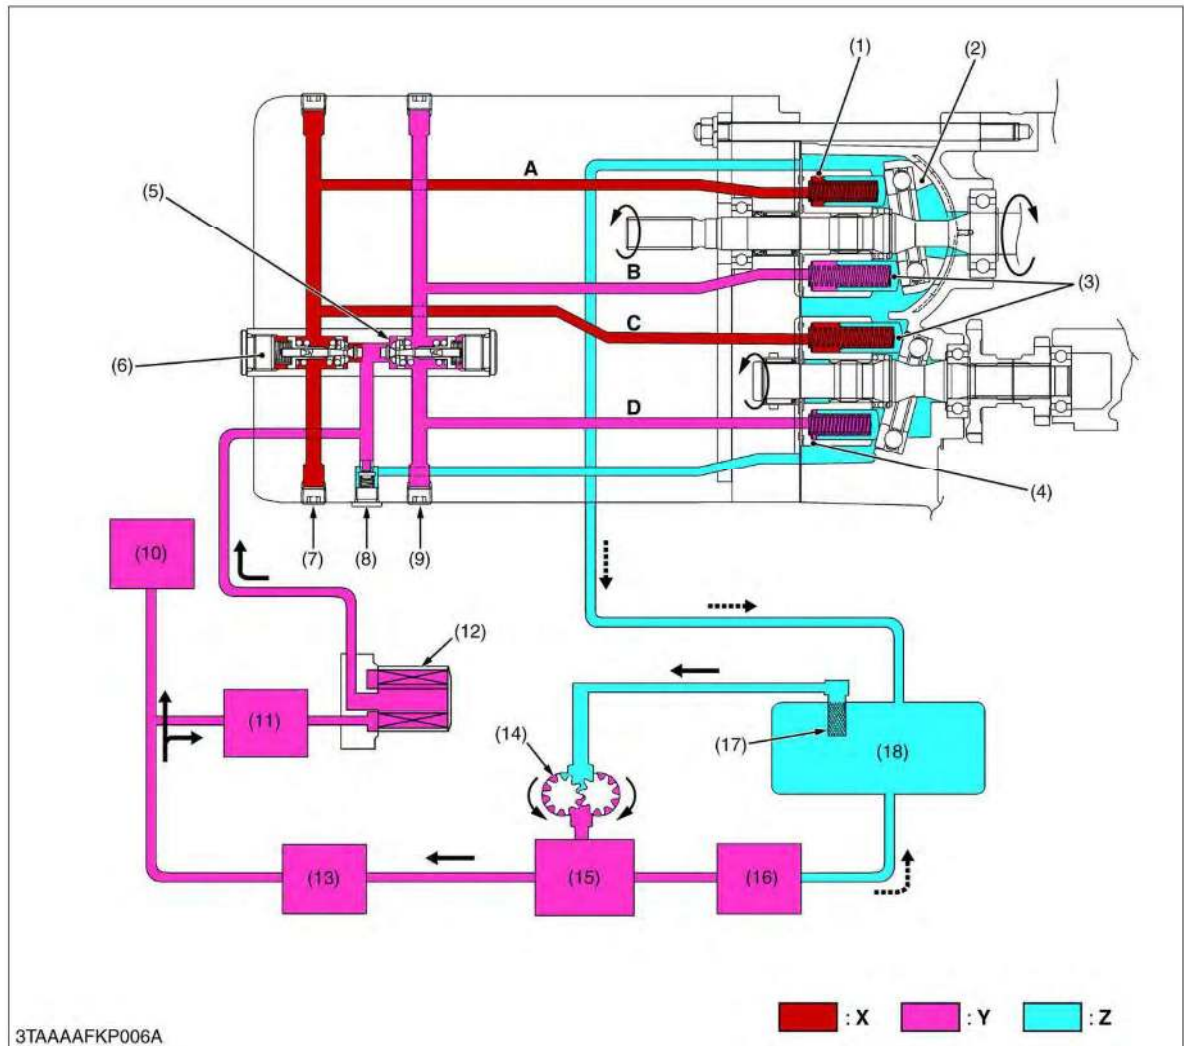 (1)
(2)
A
(5)
B
(3)
C
(6)
D
(4)
(7)
(8)
(9)
(10)
(12)
(11)
(17)
(18)
(14)
(13)
(15)
(16)
: X
: Y
: Z
3TAAAAFKP006A